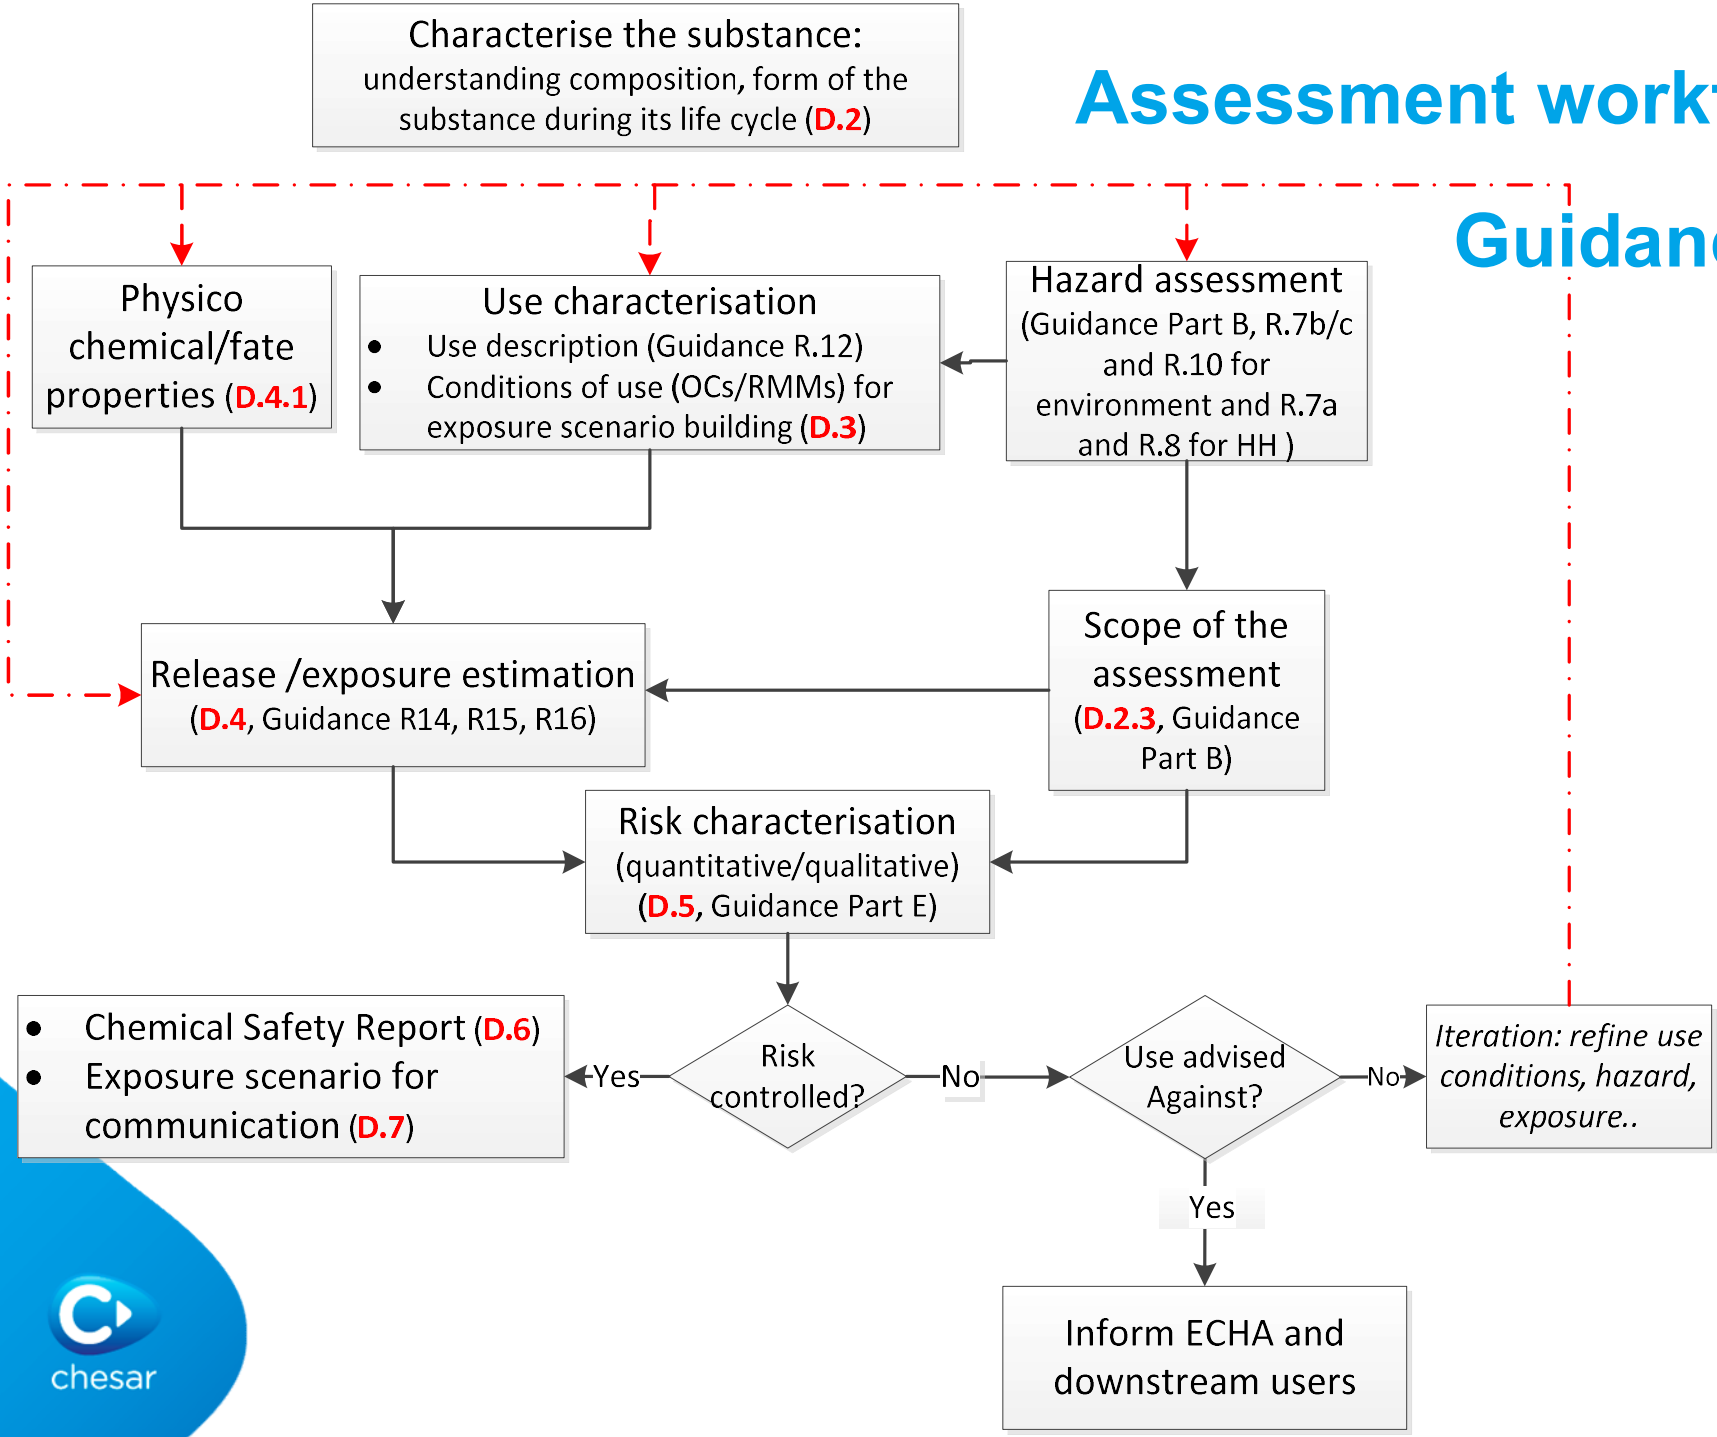 Characterise the substance:
understanding composition, form of the
substance during its life cycle (D.2)
Assessment
Physico
chemical/fate
properties (D.4.1)
Use characterisation
● Use description (Guidance R.12)
● Conditions of use (OCs/RMMs) for
exposure scenario building (D.3)
Hazard assessment
(Guidance Part B, R.7b/c
and R.10 for
environment and R.7a
and R.8 for HH )
Release /exposure estimation
(D.4, Guidance R14, R15, R16)
Scope of the
assessment
(D.2.3, Guidance
Part B)
Risk characterisation
(quantitative/qualitative)
(D.5, Guidance Part E)
● Chemical Safety Report (D.6)
● Exposure scenario for
communication (D.7)
Yes
Risk
controlled?
No
Use advised
Against?
No
Iteration: refine use
conditions, hazard,
exposure..
Yes
Inform ECHA and
downstream users
chesar